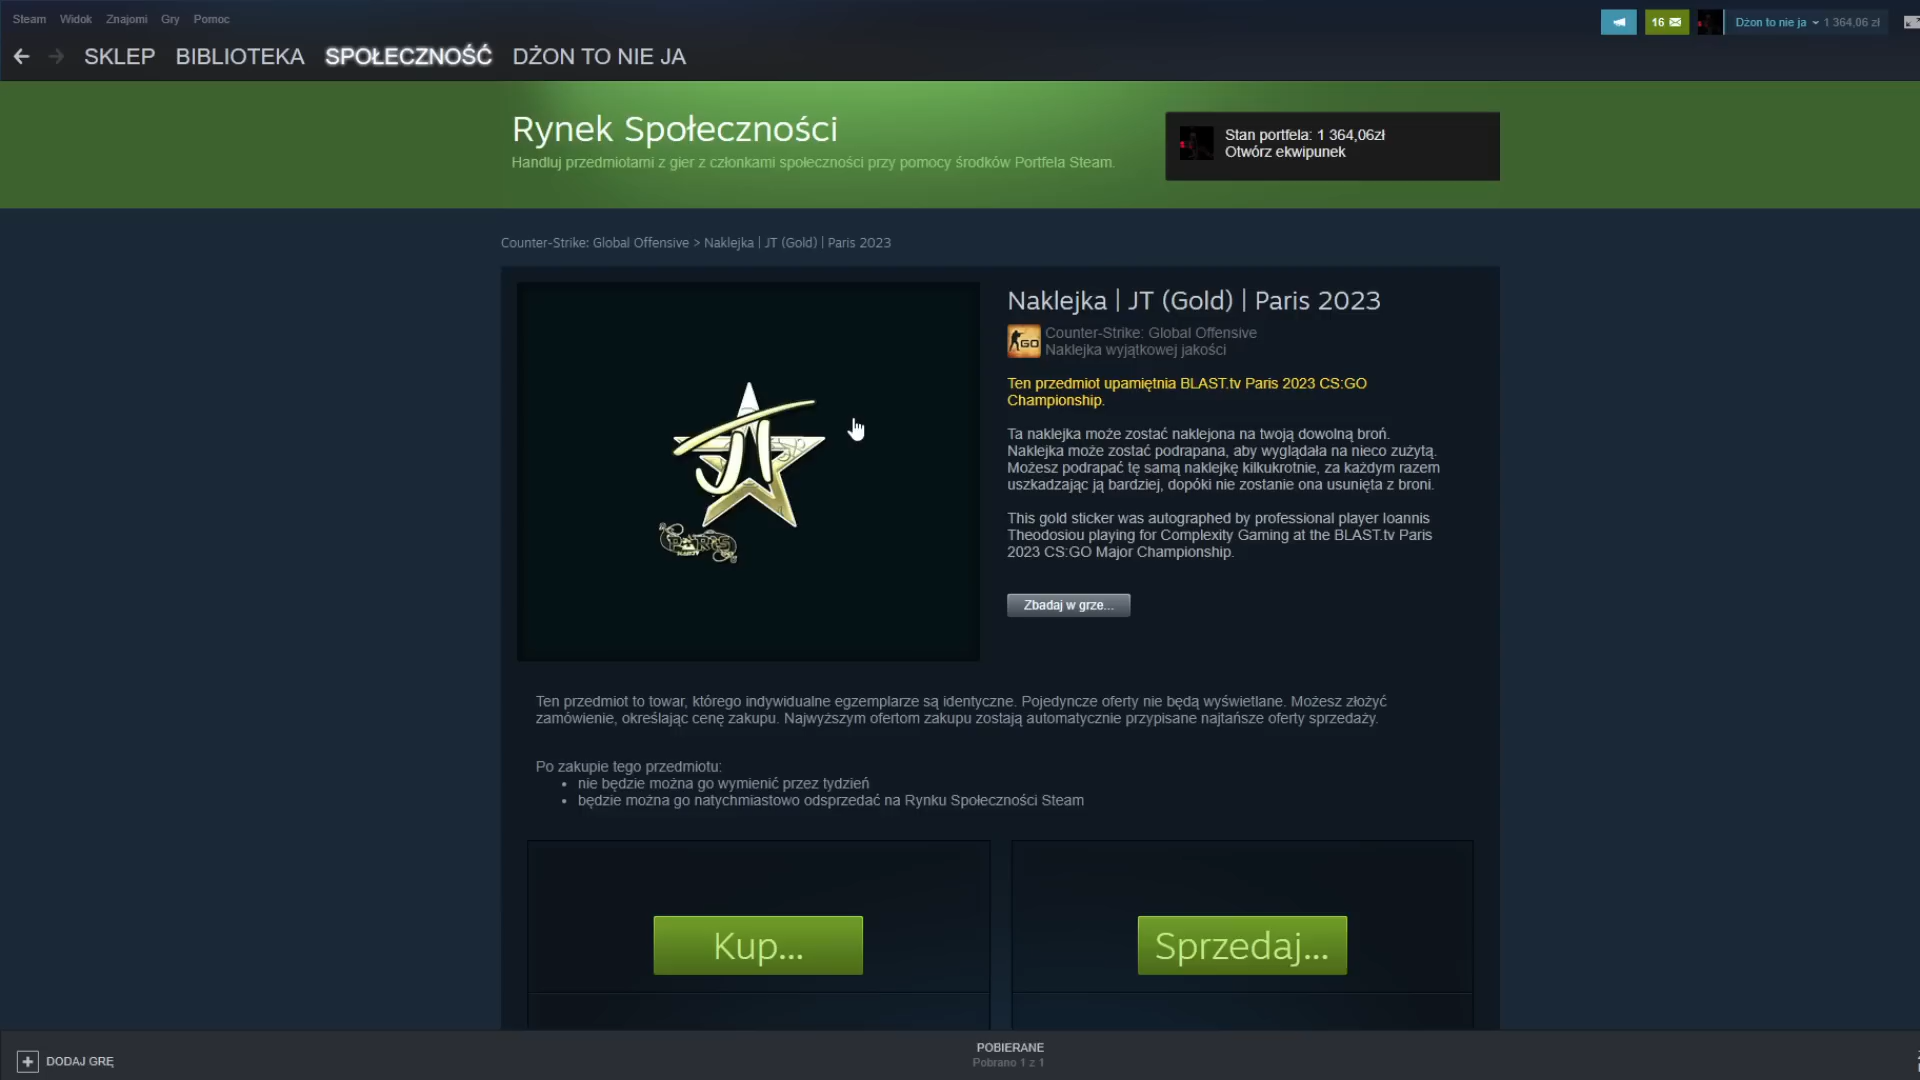 Steam Widok Znajomi Gry Pomoc
16
Dżon to nie ja 1 364,06 zł
SKLEP BIBLIOTEKA SPOŁECZNOŚĆ DŻON TO NIE JA
Rynek Społeczności
Handluj przedmiotami z gier z członkami społeczności przy pomocy środków Portfela Steam.
Stan portfela: 1 364,06zł
Otwórz ekwipunek
Counter-Strike: Global Offensive > Naklejka | JT (Gold) | Paris 2023
JT
PARIS
Naklejka | JT (Gold) | Paris 2023
GO
Counter-Strike: Global Offensive
Naklejka wyjątkowej jakości
Ten przedmiot upamiętnia BLAST.tv Paris 2023 CS:GO
Championship.
Ta naklejka może zostać naklejona na twoją dowolną broń.
Naklejka może zostać podrapana, aby wyglądała na nieco zużytą.
Możesz podrapać tę samą naklejkę kilkukrotnie, za każdym razem
uszkadzając ją bardziej, dopóki nie zostanie ona usunięta z broni.
This gold sticker was autographed by professional player Ioannis
Theodosiou playing for Complexity Gaming at the BLAST.tv Paris
2023 CS:GO Major Championship.
Zbadaj w grze...
Ten przedmiot to towar, którego indywidualne egzemplarze są identyczne. Pojedyncze oferty nie będą wyświetlane. Możesz złożyć
zamówienie, określając cenę zakupu. Najwyższym ofertom zakupu zostają automatycznie przypisane najtańsze oferty sprzedaży.
Po zakupie tego przedmiotu:
• nie będzie można go wymienić przez tydzień
• będzie można go natychmiastowo odsprzedać na Rynku Społeczności Steam
Kup...
Sprzedaj...
DODAJ GRĘ
POBIERANE
Pobrano 1 z 1